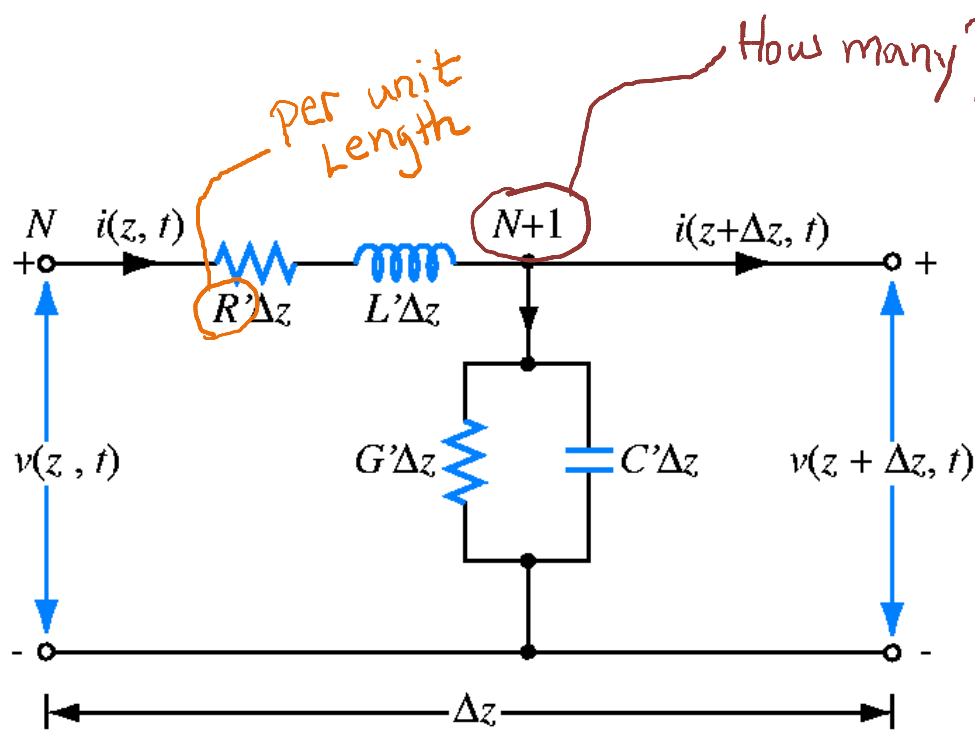 How many?
per unit
Length
N
i(z, t)
N+1
i(z+Δz, t)
+
+
R’Δz
L’Δz
v(z , t)
G’Δz
C’Δz
v(z + Δz, t)
-
-
Δz